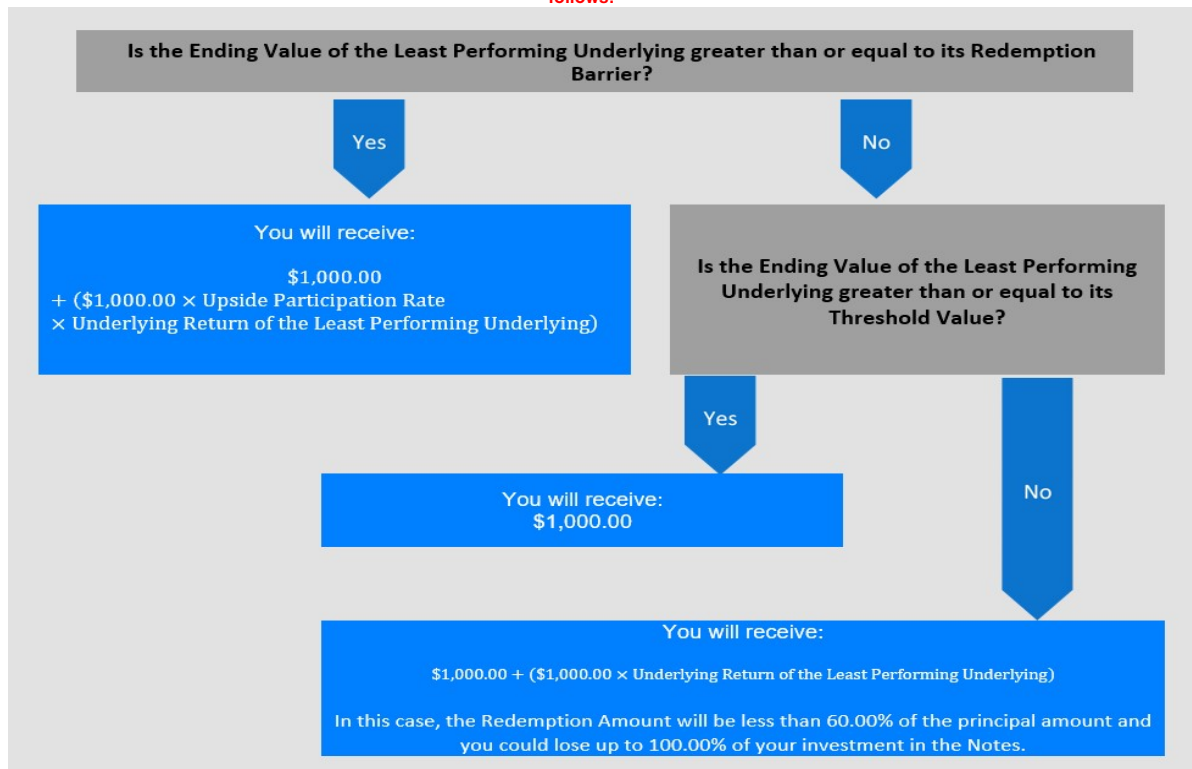 follows:
Is the Ending Value of the Least Performing Underlying greater than or equal to its Redemption
Barrier?
Yes
No
You will receive:
$1,000.00
+ ($1,000.00 × Upside Participation Rate
× Underlying Return of the Least Performing Underlying)
Is the Ending Value of the Least Performing
Underlying greater than or equal to its
Threshold Value?
Yes
No
You will receive:
$1,000.00
You will receive:
$1,000.00 + ($1,000.00 × Underlying Return of the Least Performing Underlying)
In this case, the Redemption Amount will be less than 60.00% of the principal amount and
you could lose up to 100.00% of your investment in the Notes.